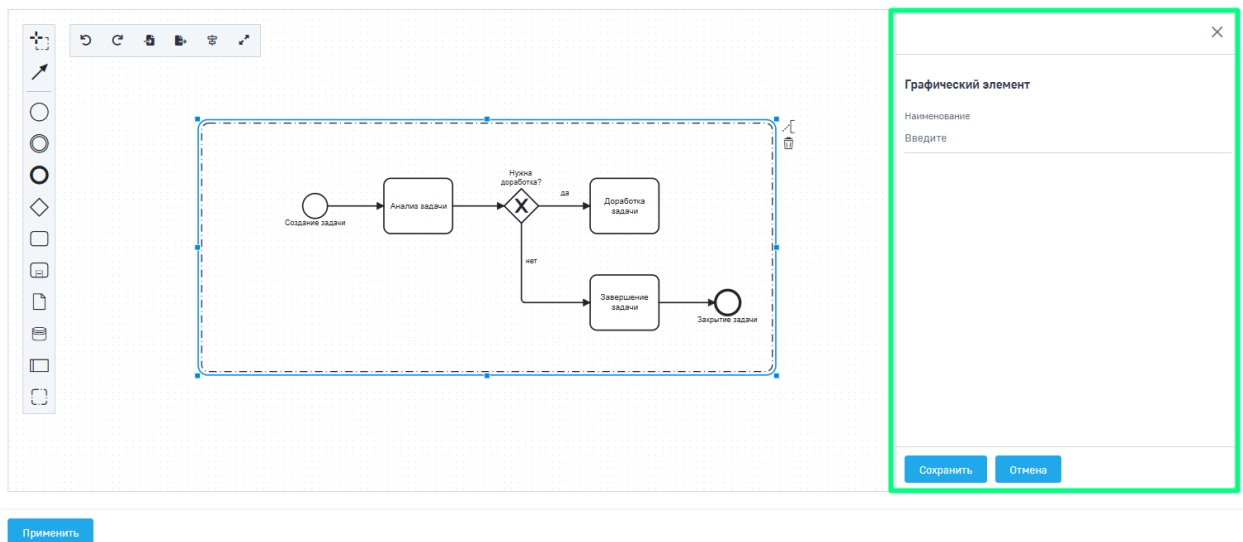 Графический элемент
Наименование
Введите
Нужна
доработка?
да
Анализ задачи
Доработка
задачи
Создание задачи
нет
Завершение
задачи
Закрытие задачи
Сохранить
Отмена
Применить